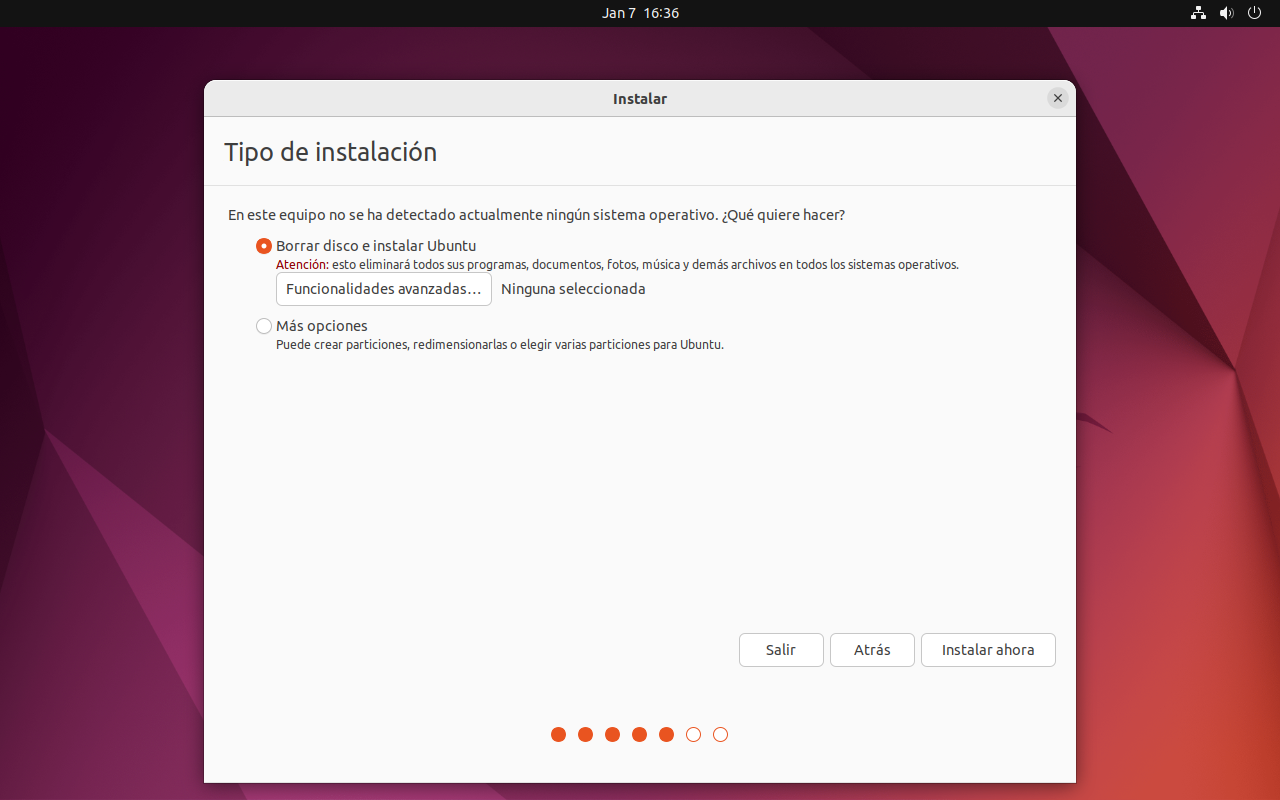 Jan 7 16:36
Instalar
Tipo de instalación
En este equipo no se ha detectado actualmente ningún sistema operativo. ¿Qué quiere hacer?
Borrar disco e instalar Ubuntu
Atención: esto eliminará todos sus programas, documentos, fotos, música y demás archivos en todos los sistemas operativos.
Funcionalidades avanzadas... Ninguna seleccionada
Más opciones
Puede crear particiones, redimensionarlas o elegir varias particiones para Ubuntu.
Salir Atrás Instalar ahora